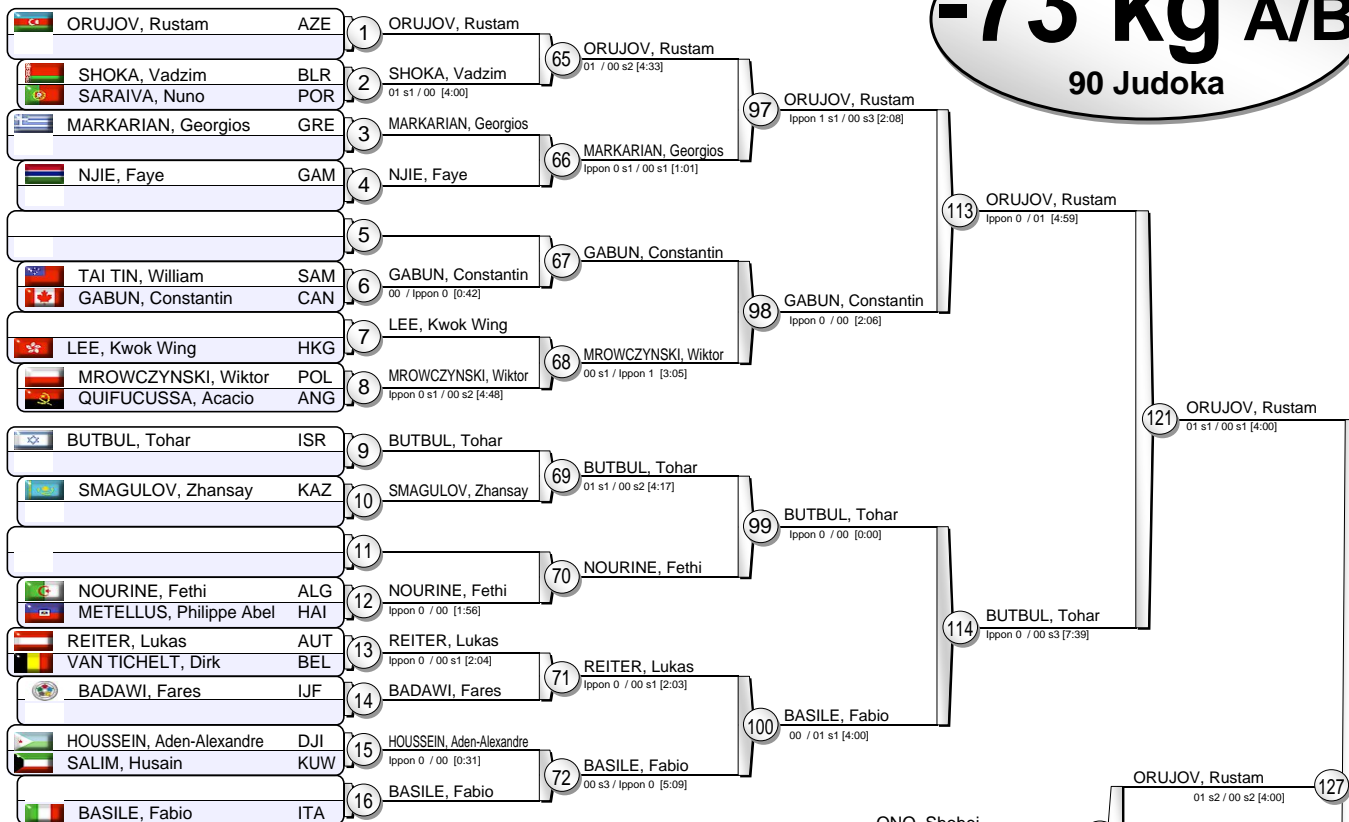 -73 kg A/B
90 Judoka
ORUJOV, Rustam AZE
SHOKA, Vadzim BLR
SARAIVA, Nuno POR
MARKARIAN, Georgios GRE
NJIE, Faye GAM
TAI TIN, William SAM
GABUN, Constantin CAN
LEE, Kwok Wing HKG
MROWCZYNSKI, Wiktor POL
QUIFUCUSSA, Acacio ANG
BUTBUL, Tohar ISR
SMAGULOV, Zhansay KAZ
NOURINE, Fethi ALG
METELLUS, Philippe Abel HAI
REITER, Lukas AUT
VAN TICHELT, Dirk BEL
BADAWI, Fares IJF
HOUSSEIN, Aden-Alexandre DJI
SALIM, Husain KUW
BASILE, Fabio ITA
1 ORUJOV, Rustam
2 SHOKA, Vadzim
01 s1 / 00 [4:00]
3 MARKARIAN, Georgios
4 NJIE, Faye
5
6 GABUN, Constantin
00 / Ippon 0 [0:42]
7 LEE, Kwok Wing
8 MROWCZYNSKI, Wiktor
Ippon 0 s1 / 00 s2 [4:48]
9 BUTBUL, Tohar
10 SMAGULOV, Zhansay
11
12 NOURINE, Fethi
Ippon 0 / 00 [1:56]
13 REITER, Lukas
Ippon 0 / 00 s1 [2:04]
14 BADAWI, Fares
15 HOUSSEIN, Aden-Alexandre
Ippon 0 / 00 [0:31]
16 BASILE, Fabio
65 ORUJOV, Rustam
01 / 00 s2 [4:33]
66 MARKARIAN, Georgios
Ippon 0 s1 / 00 s1 [1:01]
67 GABUN, Constantin
68 MROWCZYNSKI, Wiktor
00 s1 / Ippon 1 [3:05]
69 BUTBUL, Tohar
01 s1 / 00 s2 [4:17]
70 NOURINE, Fethi
71 REITER, Lukas
Ippon 0 / 00 s1 [2:03]
72 BASILE, Fabio
00 s3 / Ippon 0 [5:09]
97 ORUJOV, Rustam
Ippon 1 s1 / 00 s3 [2:08]
98 GABUN, Constantin
Ippon 0 / 00 [2:06]
99 BUTBUL, Tohar
Ippon 0 / 00 [0:00]
100 BASILE, Fabio
00 / 01 s1 [4:00]
113 ORUJOV, Rustam
Ippon 0 / 01 [4:59]
114 BUTBUL, Tohar
Ippon 0 / 00 s3 [7:39]
121 ORUJOV, Rustam
01 s1 / 00 s1 [4:00]
ORUJOV, Rustam 127
01 s2 / 00 s2 [4:00]
ONO, Shohei